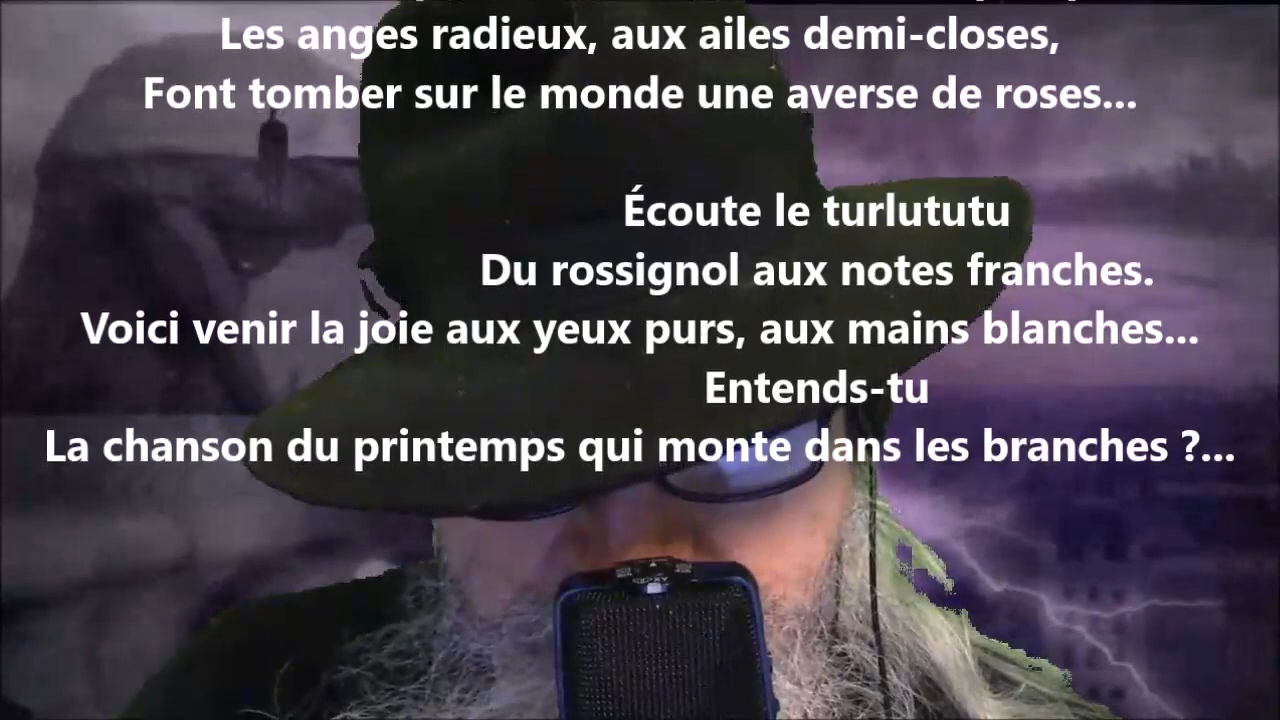 Les anges radieux, aux ailes demi-closes,
Font tomber sur le monde une averse de roses...
Écoute le turlututu
Du rossignol aux notes franches.
Voici venir la joie aux yeux purs, aux mains blanches...
Entends-tu
La chanson du printemps qui monte dans les branches ?...